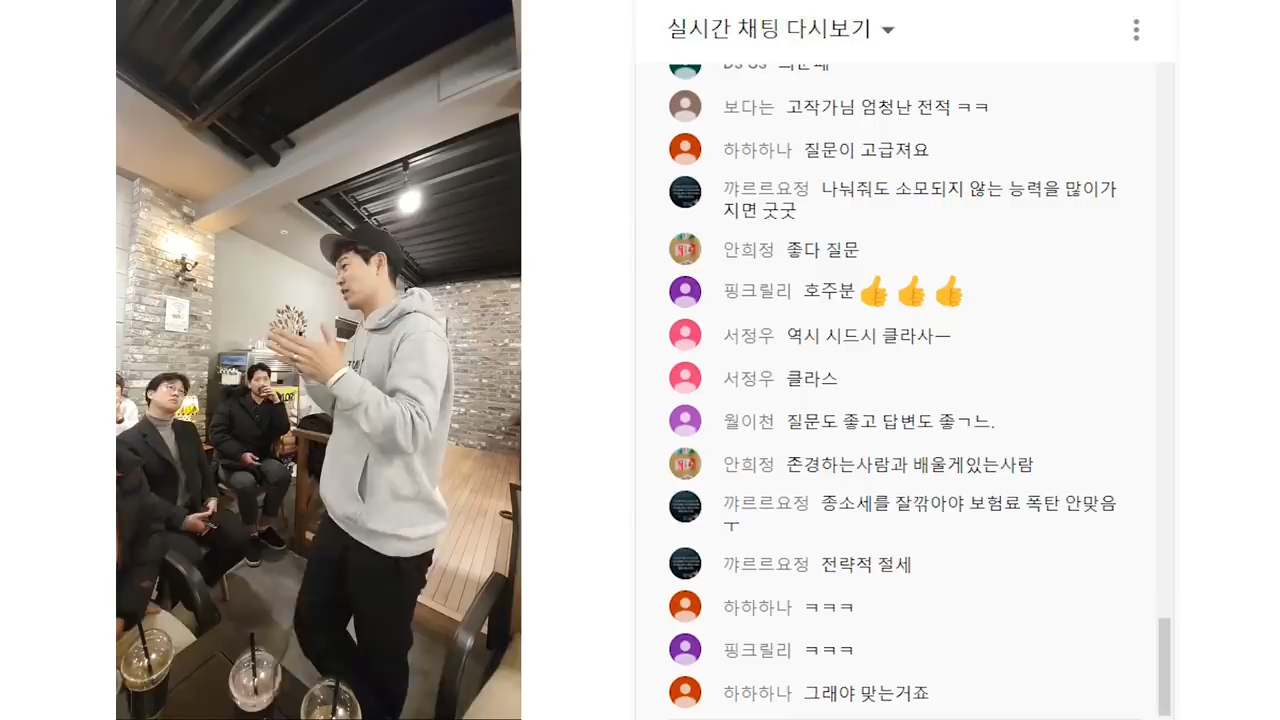 실시간 채팅 다시보기
보다는 고작가님 엄청난 전적 ㅋㅋ
하하하나 질문이 고급져요
꺄르르요정 나눠줘도 소모되지 않는 능력을 많이가
지면 굿굿
안희정 좋다 질문
핑크릴리 호주분👍👍👍
서정우 역시 시드시 클라사ㅡ
서정우 클라스
월이천 질문도 좋고 답변도 좋ㄱ느.
안희정 존경하는사람과 배울게있는사람
꺄르르요정 종소세를 잘깎아야 보험료 폭탄 안맞음
ㅜ
꺄르르요정 전략적 절세
하하하나 ㅋㅋㅋ
핑크릴리 ㅋㅋㅋ
하하하나 그래야 맞는거죠